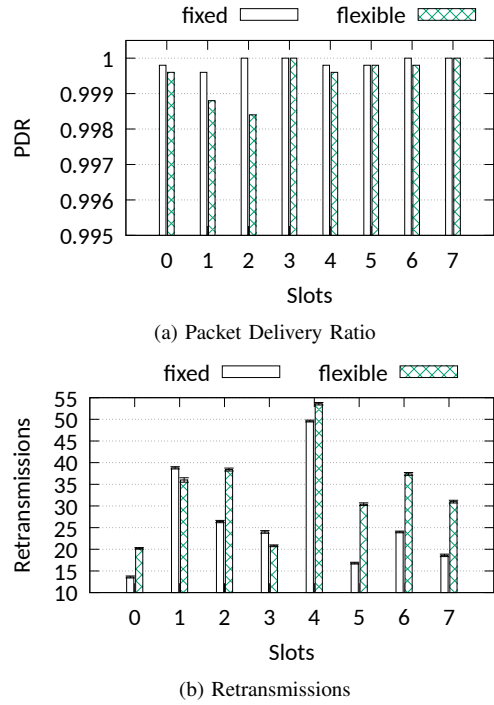 fixed flexible
1
0.999
0.998
0.997
0.996
0.995
PDR
0 1 2 3 4 5 6 7
Slots
(a) Packet Delivery Ratio
fixed flexible
55
50
45
40
35
30
25
20
15
10
Retransmissions
0 1 2 3 4 5 6 7
Slots
(b) Retransmissions